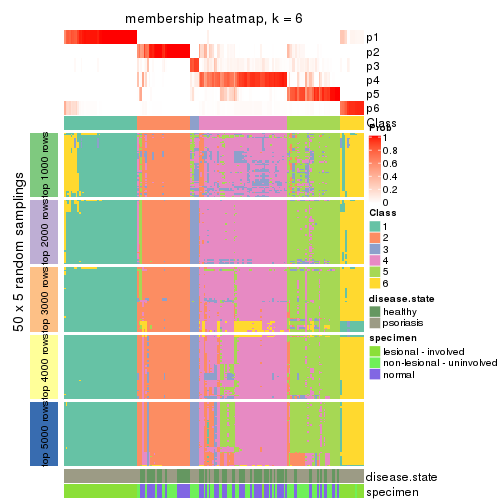 membership heatmap, k = 6
p1
p2
p3
p4
p5
p6
Class
Prob
1
0.8
0.6
0.4
0.2
0
Class
1
2
3
4
5
6
disease.state
healthy
psoriasis
specimen
lesional - involved
non-lesional - uninvolved
normal
50 x 5 random samplings
top 1000 rows
top 2000 rows
top 3000 rows
top 4000 rows
top 5000 rows
disease.state
specimen